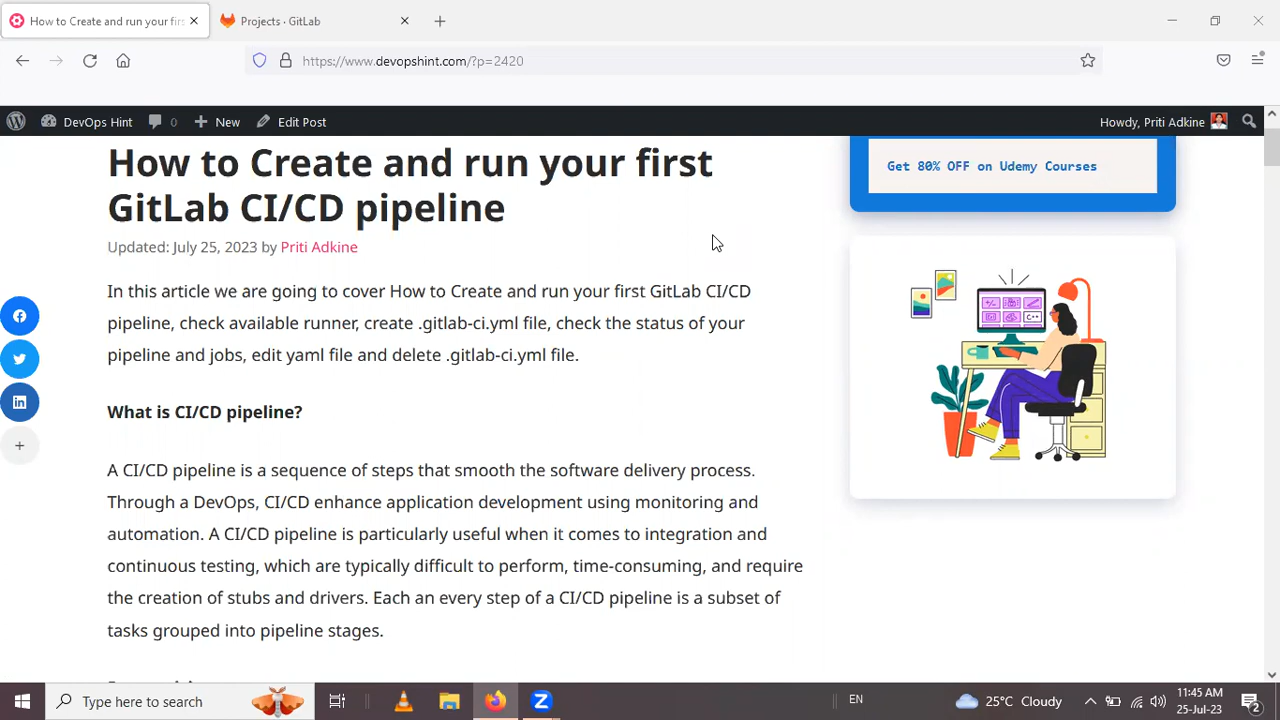 How to Create and run your firs
Projects · GitLab
https://www.devopshint.com/?p=2420
DevOps Hint
0
New
Edit Post
Howdy, Priti Adkine
How to Create and run your first
GitLab CI/CD pipeline
Updated: July 25, 2023 by Priti Adkine
In this article we are going to cover How to Create and run your first GitLab CI/CD
pipeline, check available runner, create .gitlab-ci.yml file, check the status of your
pipeline and jobs, edit yaml file and delete .gitlab-ci.yml file.
What is CI/CD pipeline?
A CI/CD pipeline is a sequence of steps that smooth the software delivery process.
Through a DevOps, CI/CD enhance application development using monitoring and
automation. A CI/CD pipeline is particularly useful when it comes to integration and
continuous testing, which are typically difficult to perform, time-consuming, and require
the creation of stubs and drivers. Each an every step of a CI/CD pipeline is a subset of
tasks grouped into pipeline stages.
Get 80% OFF on Udemy Courses
C++
Type here to search
EN
25°C Cloudy
11:45 AM
25-Jul-23
2